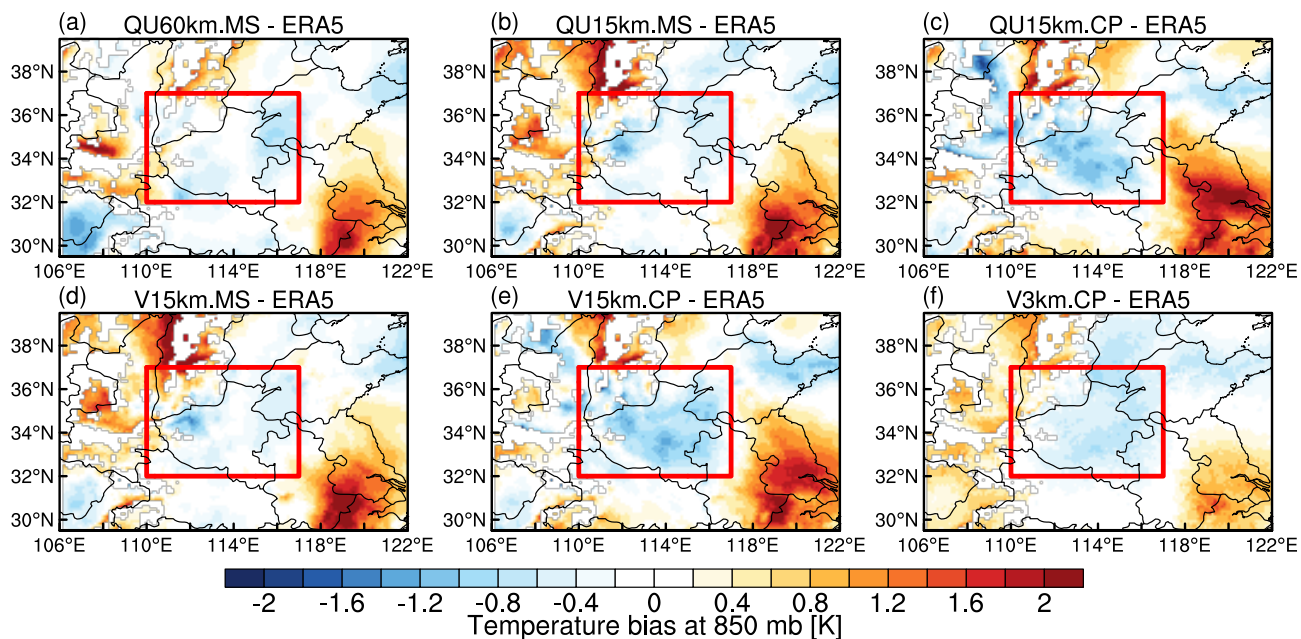 (a) QU60km.MS - ERA5
(b) QU15km.MS - ERA5
(c) QU15km.CP - ERA5
38°N
36°N
34°N
32°N
30°N
106°E 110°E 114°E 118°E 122°E
106°E 110°E 114°E 118°E 122°E
106°E 110°E 114°E 118°E 122°E
(d) V15km.MS - ERA5
(e) V15km.CP - ERA5
(f) V3km.CP - ERA5
38°N
36°N
34°N
32°N
30°N
106°E 110°E 114°E 118°E 122°E
106°E 110°E 114°E 118°E 122°E
106°E 110°E 114°E 118°E 122°E
-2 -1.6 -1.2 -0.8 -0.4 0 0.4 0.8 1.2 1.6 2
Temperature bias at 850 mb [K]